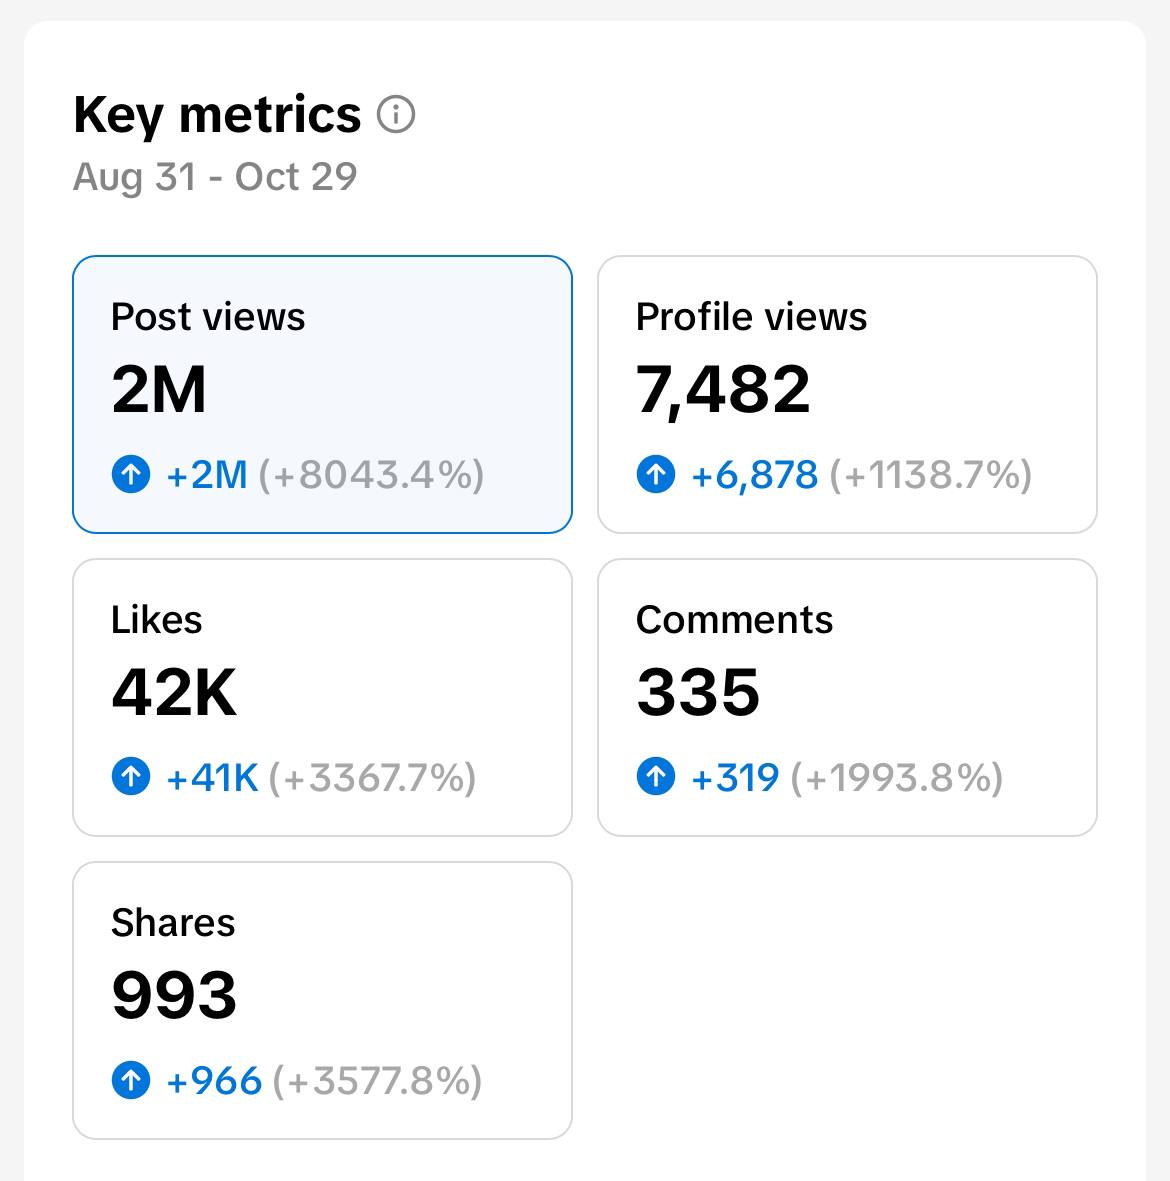 Key metrics
Aug 31 - Oct 29
Post views
2M
+2M (+8043.4%)
Profile views
7,482
+6,878 (+1138.7%)
Likes
42K
+41K (+3367.7%)
Comments
335
+319 (+1993.8%)
Shares
993
+966 (+3577.8%)